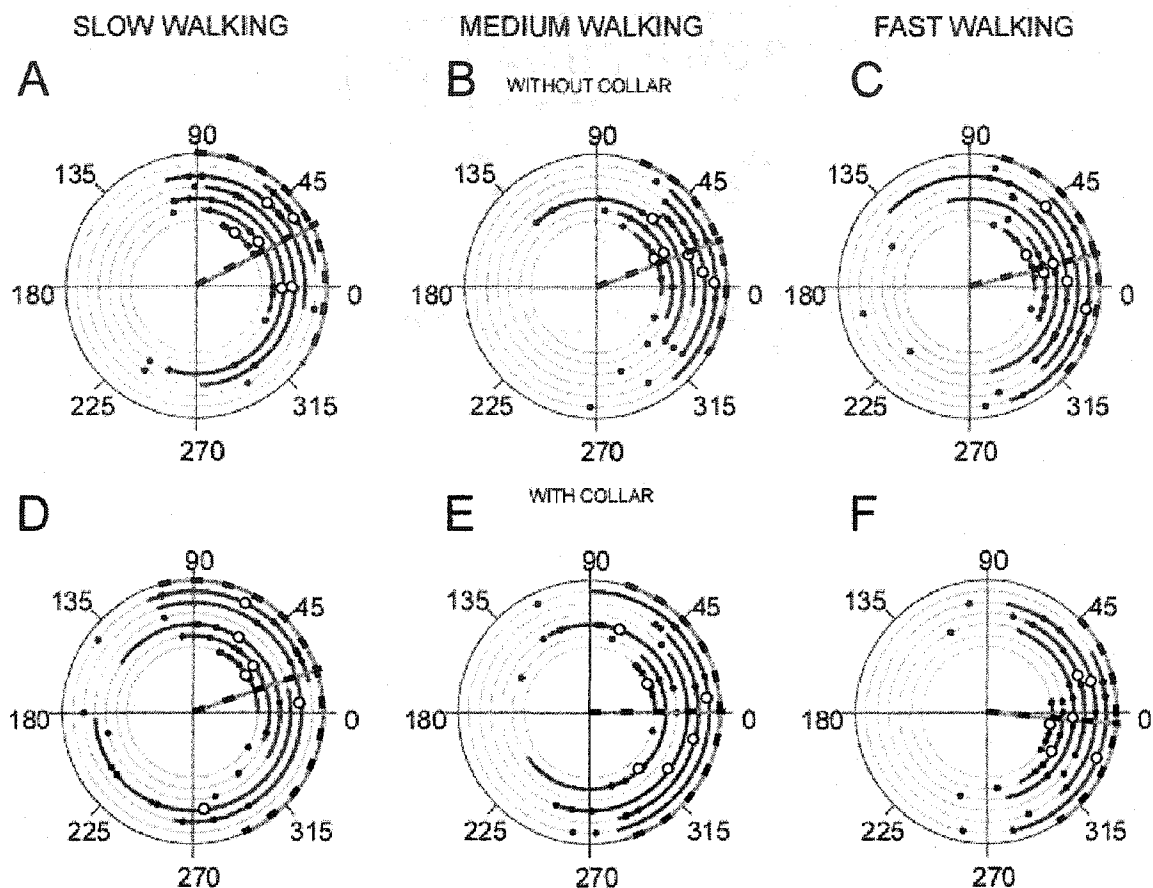 SLOW WALKING MEDIUM WALKING FAST WALKING
A B WITHOUT COLLAR C
90 90 90
135 45 135 45 135 45
180 0 180 0 180 0
225 315 225 315 225 315
270 270 270
D E WITH COLLAR F
90 90 90
135 45 135 45 135 45
180 0 180 0 180 0
225 315 225 315 225 315
270 270 270